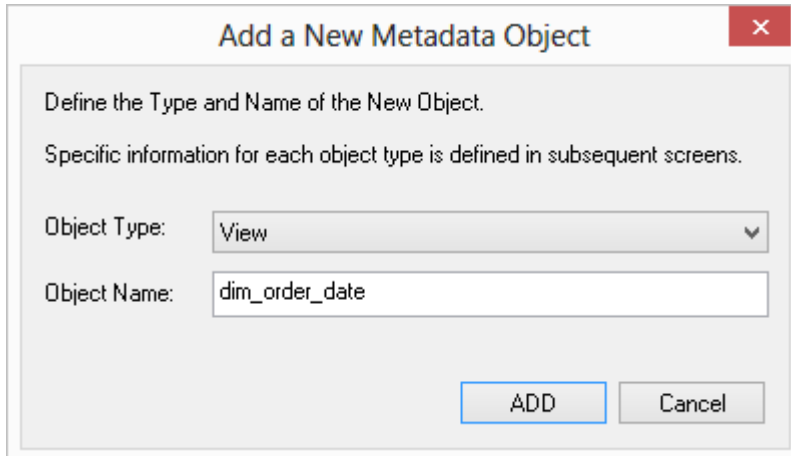 Add a New Metadata Object
Define the Type and Name of the New Object.
Specific information for each object type is defined in subsequent screens.
Object Type: View
Object Name: dim_order_date
ADD Cancel